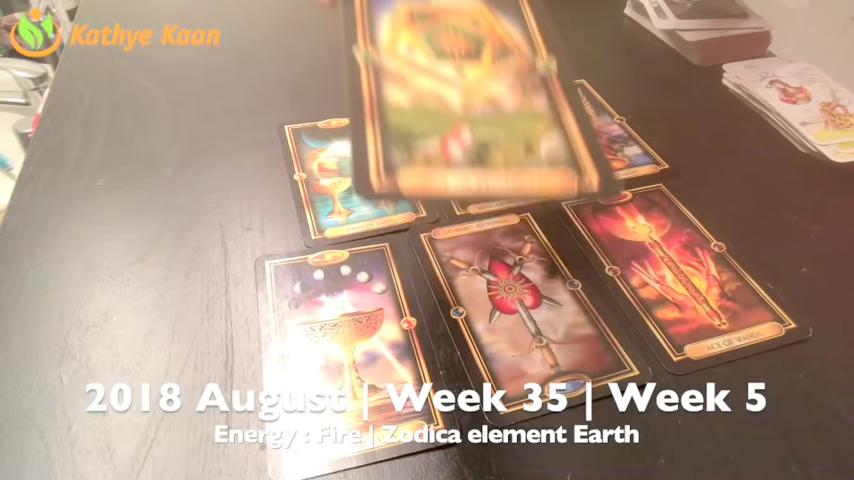 Kathye Kaan
ACE OF WANDS
2018 August | Week 35 | Week 5
Energy : Fire | Zodica element Earth